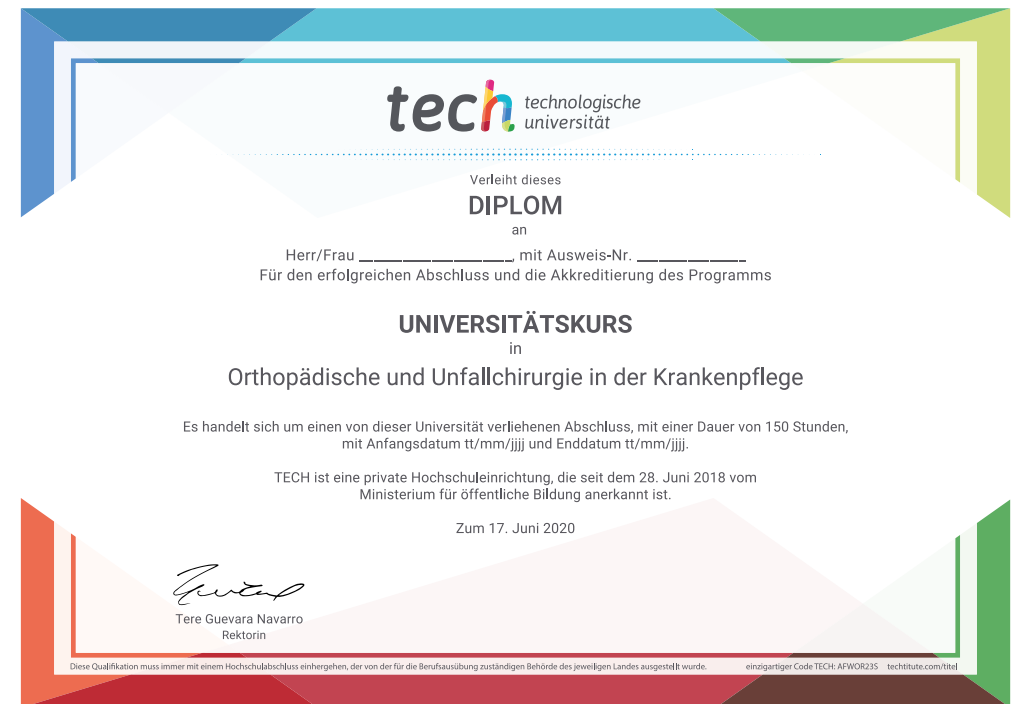 tech technologische
universität
Verleiht dieses
DIPLOM
an
Herr/Frau ____________________, mit Ausweis-Nr. ______________
Für den erfolgreichen Abschluss und die Akkreditierung des Programms
UNIVERSITÄTSKURS
in
Orthopädische und Unfallchirurgie in der Krankenpflege
Es handelt sich um einen von dieser Universität verliehenen Abschluss, mit einer Dauer von 150 Stunden,
mit Anfangsdatum tt/mm/jjjj und Enddatum tt/mm/jjjj.
TECH ist eine private Hochschuleinrichtung, die seit dem 28. Juni 2018 vom
Ministerium für öffentliche Bildung anerkannt ist.
Zum 17. Juni 2020
Tere Guevara Navarro
Rektorin
Diese Qualifikation muss immer mit einem Hochschulabschluss einhergehen, der von der für die Berufsausübung zuständigen Behörde des jeweiligen Landes ausgestellt wurde. einzigartiger Code TECH: AFWOR23S techtitute.com/titel